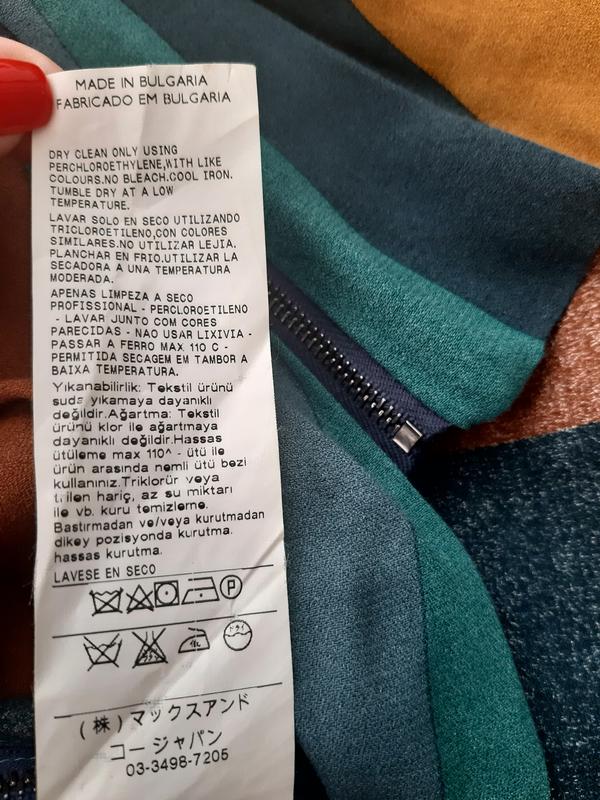 MADE IN BULGARIA
FABRICADO EM BULGARIA
DRY CLEAN ONLY USING
PERCHLOROETHYLENE,WITH LIKE
COLOURS.NO BLEACH.COOL IRON.
TUMBLE DRY AT A LOW
TEMPERATURE.
LAVAR SOLO EN SECO UTILIZANDO
TRICLOROETILENO,CON COLORES
SIMILARES.NO UTILIZAR LEJIA.
PLANCHAR EN FRIO.UTILIZAR LA
SECADORA A UNA TEMPERATURA
MODERADA.
APENAS LIMPEZA A SECO
PROFISSIONAL - PERCLOROETILENO
- LAVAR JUNTO COM CORES
PARECIDAS - NAO USAR LIXIVIA -
PASSAR A FERRO MAX 110 C -
PERMITIDA SECAGEM EM TAMBOR A
BAIXA TEMPERATURA.
Yıkanabilirlik: Tekstil ürünü
suda yıkamaya dayanıklı
değildir.Ağartma: Tekstil
ürünü klor ile ağartmaya
dayanıklı değildir.Hassas
ütüleme max 110^ - ütü ile
ürün arasında nemli ütü bezi
kullanınız.Triklorür veya
hariç, az su miktarı
ile vb. kuru temizleme.
Bastırmadan ve/veya kurutmadan
dikey pozisyonda kurutma.
hassas kurutma.
LAVESE EN SECO
P
ドライ
(株)マックスアンド
コー ジャパン
03-3498-7205